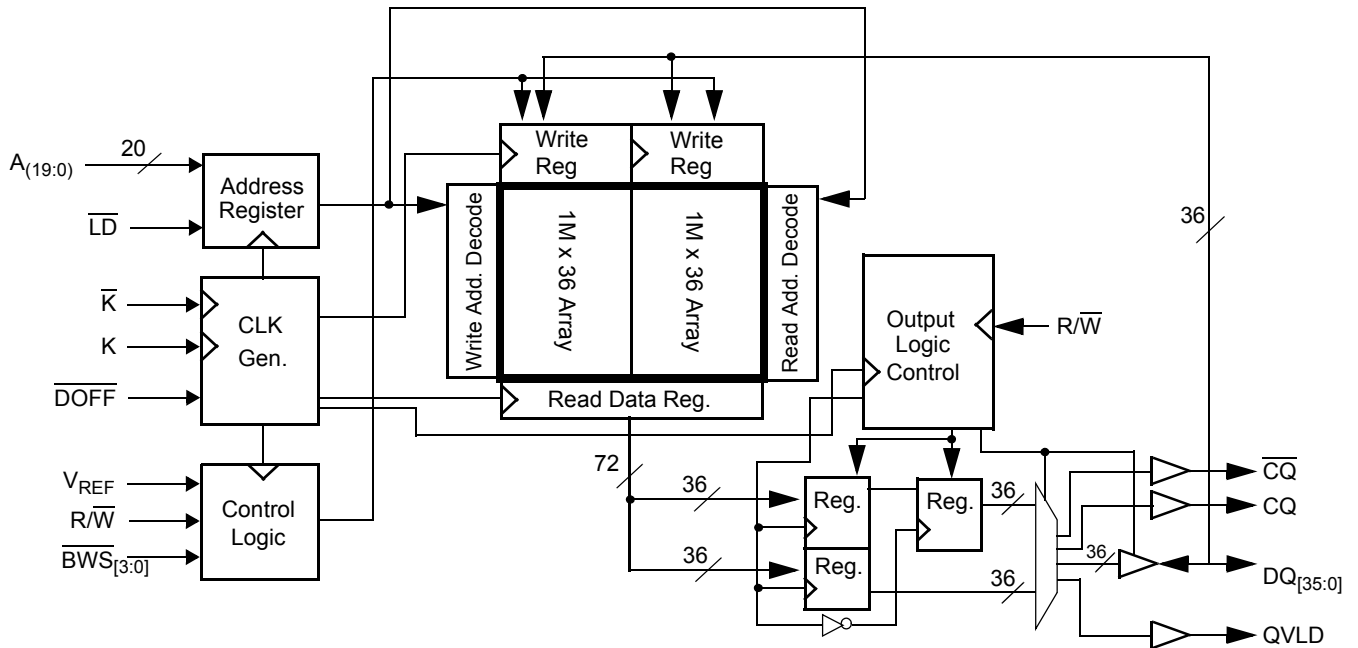 A(19:0)
20
LD
Address
Register
K
K
DOFF
CLK
Gen.
VREF
R/W
BWS[3:0]
Control
Logic
Write
Reg
Write
Reg
Write Add. Decode
1M x 36 Array
1M x 36 Array
Read Add. Decode
Read Data Reg.
36
Output
Logic
Control
R/W
72
36
Reg.
36
Reg.
Reg.
36
36
36
CQ
CQ
DQ[35:0]
QVLD